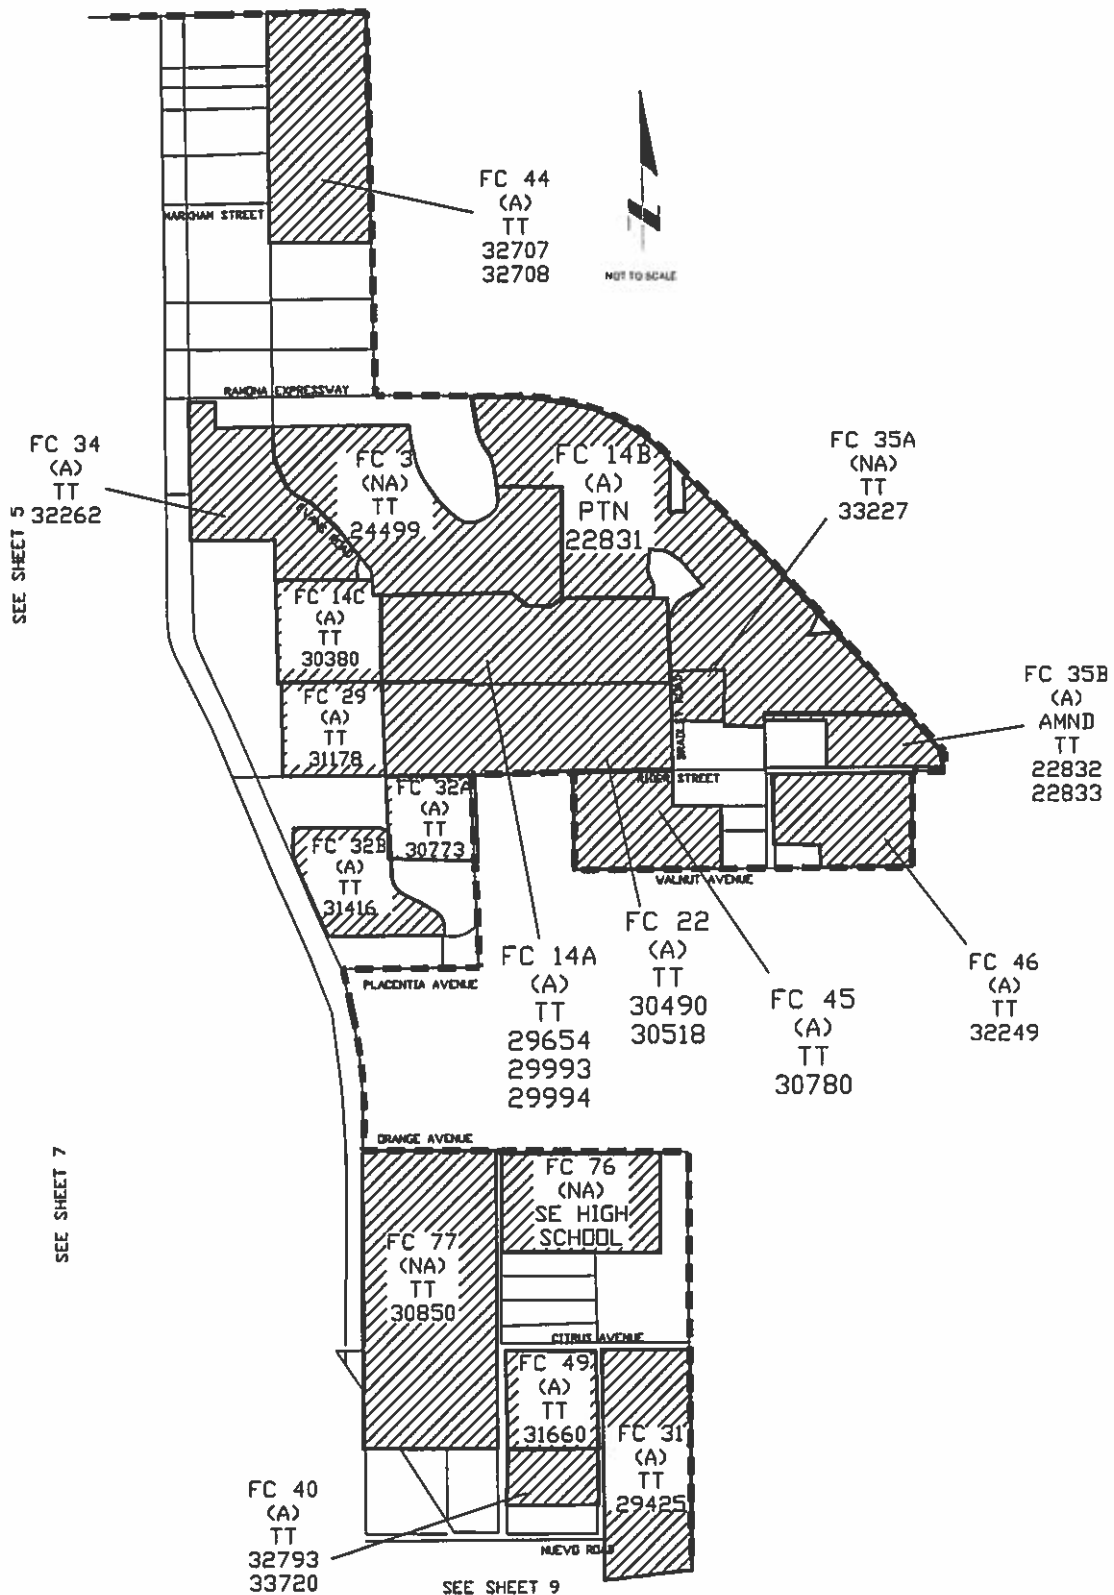 FC 44
(A)
TT
32707
32708
MARKHAM STREET
NOT TO SCALE
RAMONA EXPRESSWAY
FC 34
(A)
TT
32262
FC 3
(NA)
TT
24499
EVANS ROAD
FC 14B
(A)
PTN
22831
FC 35A
(NA)
TT
33227
SEE SHEET 5
FC 14C
(A)
TT
30380
FC 29
(A)
TT
31178
BRADLEY ROAD
FC 35B
(A)
AMND
TT
22832
22833
RIDER STREET
FC 32A
(A)
TT
30773
FC 32B
(A)
TT
31416
WALNUT AVENUE
PLACENTIA AVENUE
FC 14A
(A)
TT
29654
29993
29994
FC 22
(A)
TT
30490
30518
FC 45
(A)
TT
30780
FC 46
(A)
TT
32249
SEE SHEET 7
ORANGE AVENUE
FC 76
(NA)
SE HIGH
SCHOOL
FC 77
(NA)
TT
30850
CITRUS AVENUE
FC 49
(A)
TT
31660
FC 31
(A)
TT
29425
FC 40
(A)
TT
32793
33720
NUEVO ROAD
SEE SHEET 9